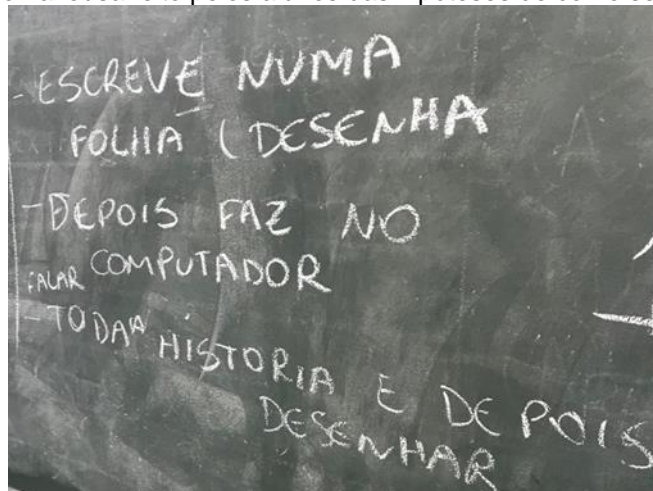 - ESCREVE NUMA
FOLHA ( DESENHA
- DEPOIS FAZ NO
COMPUTADOR
FALAR
- TODA A HISTORIA E DEPOIS
DESENHAR